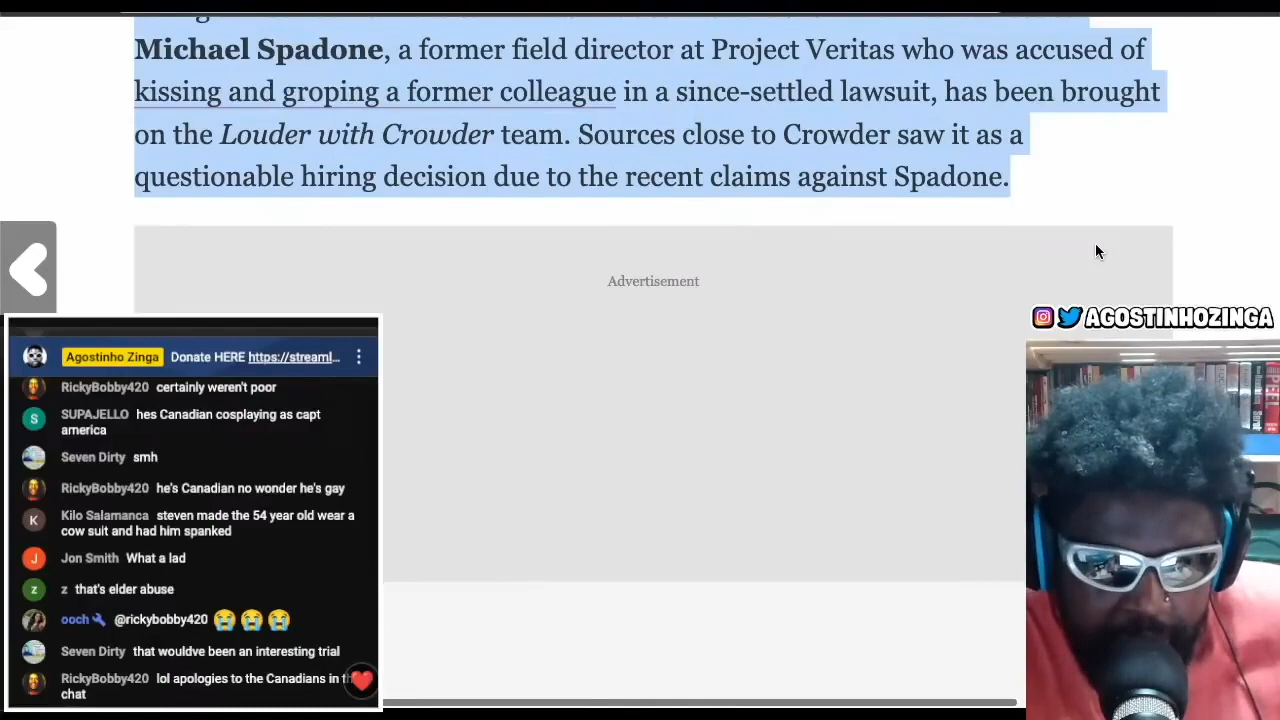 Michael Spadone, a former field director at Project Veritas who was accused of
kissing and groping a former colleague in a since-settled lawsuit, has been brought
on the Louder with Crowder team. Sources close to Crowder saw it as a
questionable hiring decision due to the recent claims against Spadone.
Advertisement
AGOSTINHOZINGA
Agostinho Zinga Donate HERE https://streaml...
RickyBobby420 certainly weren't poor
SUPAJELLO hes Canadian cosplaying as capt
america
Seven Dirty smh
RickyBobby420 he's Canadian no wonder he's gay
K Kilo Salamanca steven made the 54 year old wear a
cow suit and had him spanked
J Jon Smith What a lad
z z that's elder abuse
ooch @rickybobby420
Seven Dirty that wouldve been an interesting trial
RickyBobby420 lol apologies to the Canadians in
chat